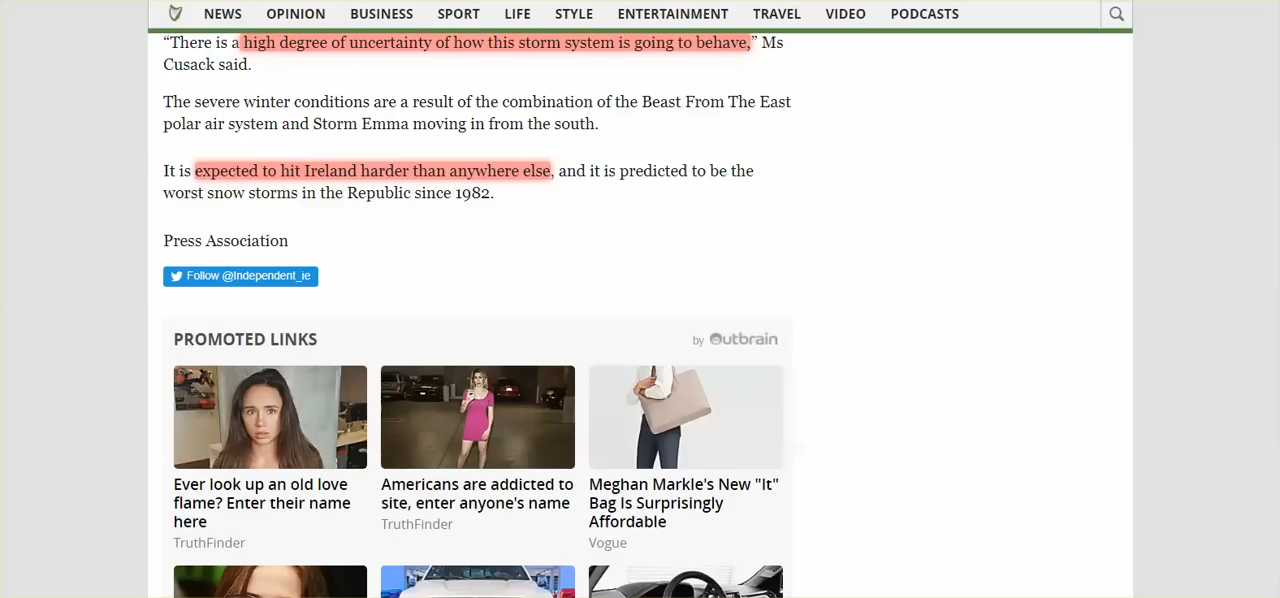 NEWS OPINION BUSINESS SPORT LIFE STYLE ENTERTAINMENT TRAVEL VIDEO PODCASTS
“There is a high degree of uncertainty of how this storm system is going to behave,” Ms
Cusack said.
The severe winter conditions are a result of the combination of the Beast From The East
polar air system and Storm Emma moving in from the south.
It is expected to hit Ireland harder than anywhere else, and it is predicted to be the
worst snow storms in the Republic since 1982.
Press Association
Follow @Independent_ie
PROMOTED LINKS
by Outbrain
Ever look up an old love
flame? Enter their name
here
TruthFinder
Americans are addicted to
site, enter anyone's name
TruthFinder
Meghan Markle's New "It"
Bag Is Surprisingly
Affordable
Vogue